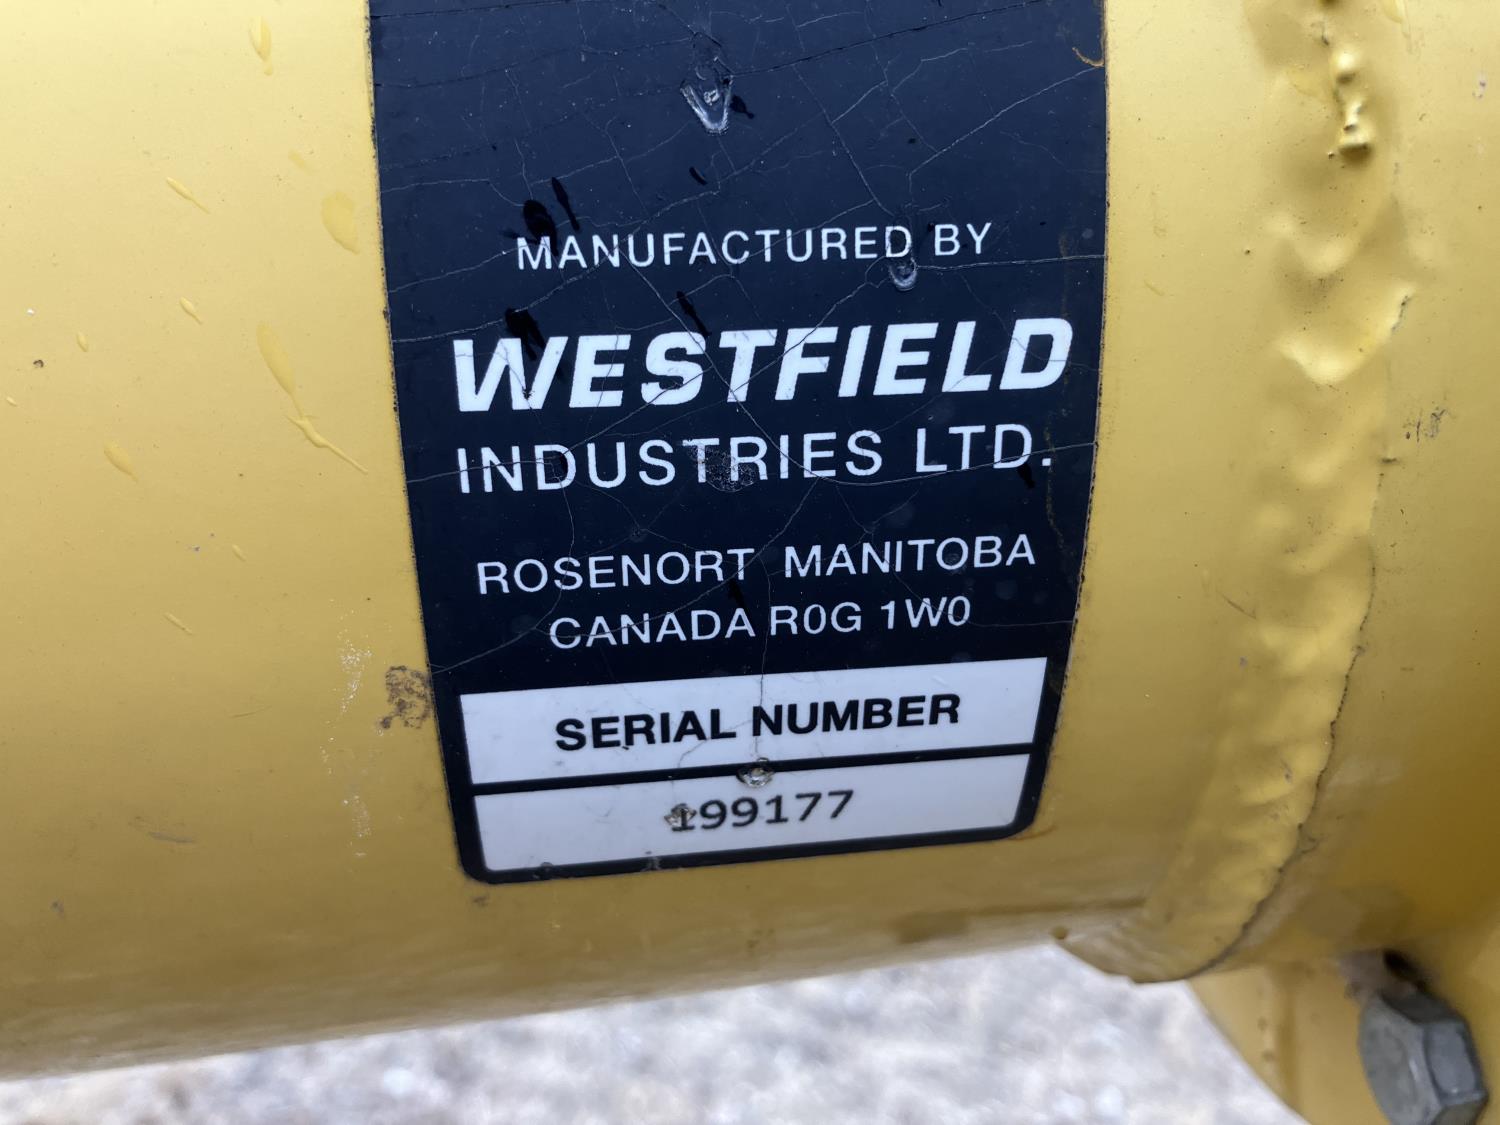 MANUFACTURED BY
WESTFIELD
INDUSTRIES LTD.
ROSENORT MANITOBA
CANADA R0G 1W0
SERIAL NUMBER
199177